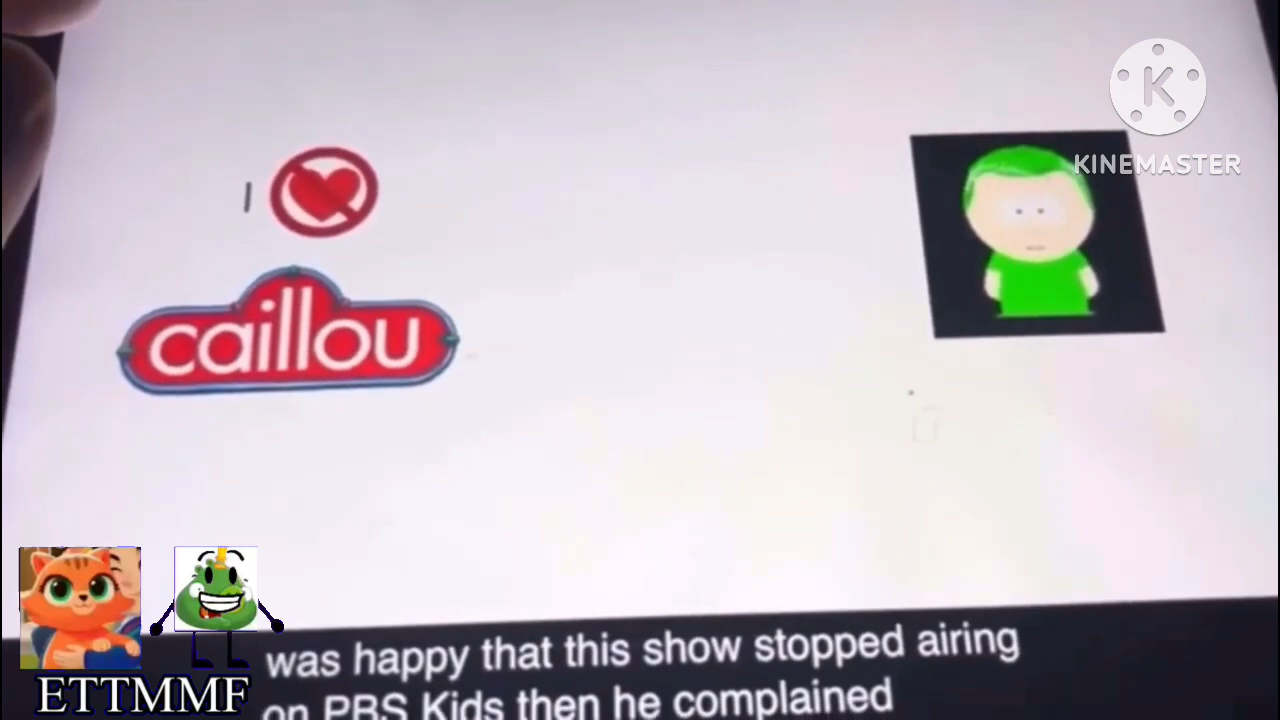 K
KINEMASTER
I
caillou
was happy that this show stopped airing
on PBS Kids then he complained
ETTMMF